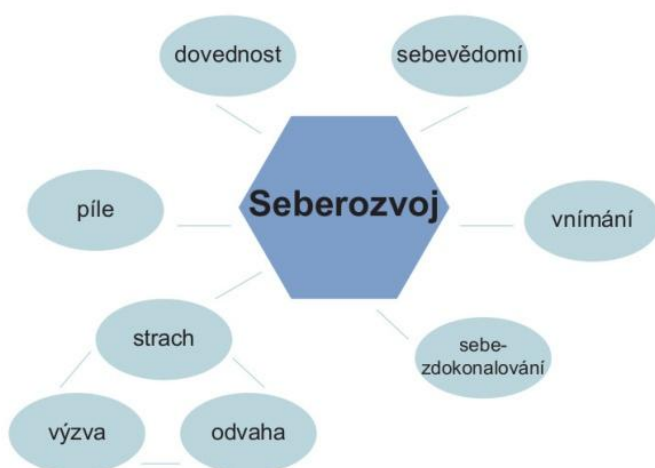 dovednost
sebevědomí
Seberozvoj
píle
vnímání
strach
sebe-
zdokonalování
výzva
odvaha